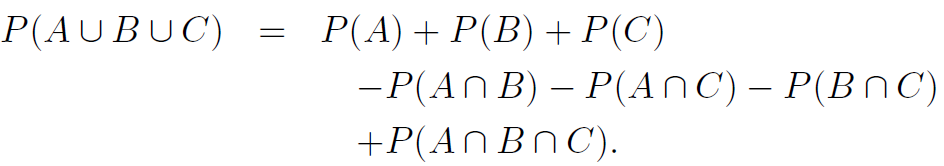 P(A ∪ B ∪ C) = P(A) + P(B) + P(C)
−P(A ∩ B) − P(A ∩ C) − P(B ∩ C)
+P(A ∩ B ∩ C).